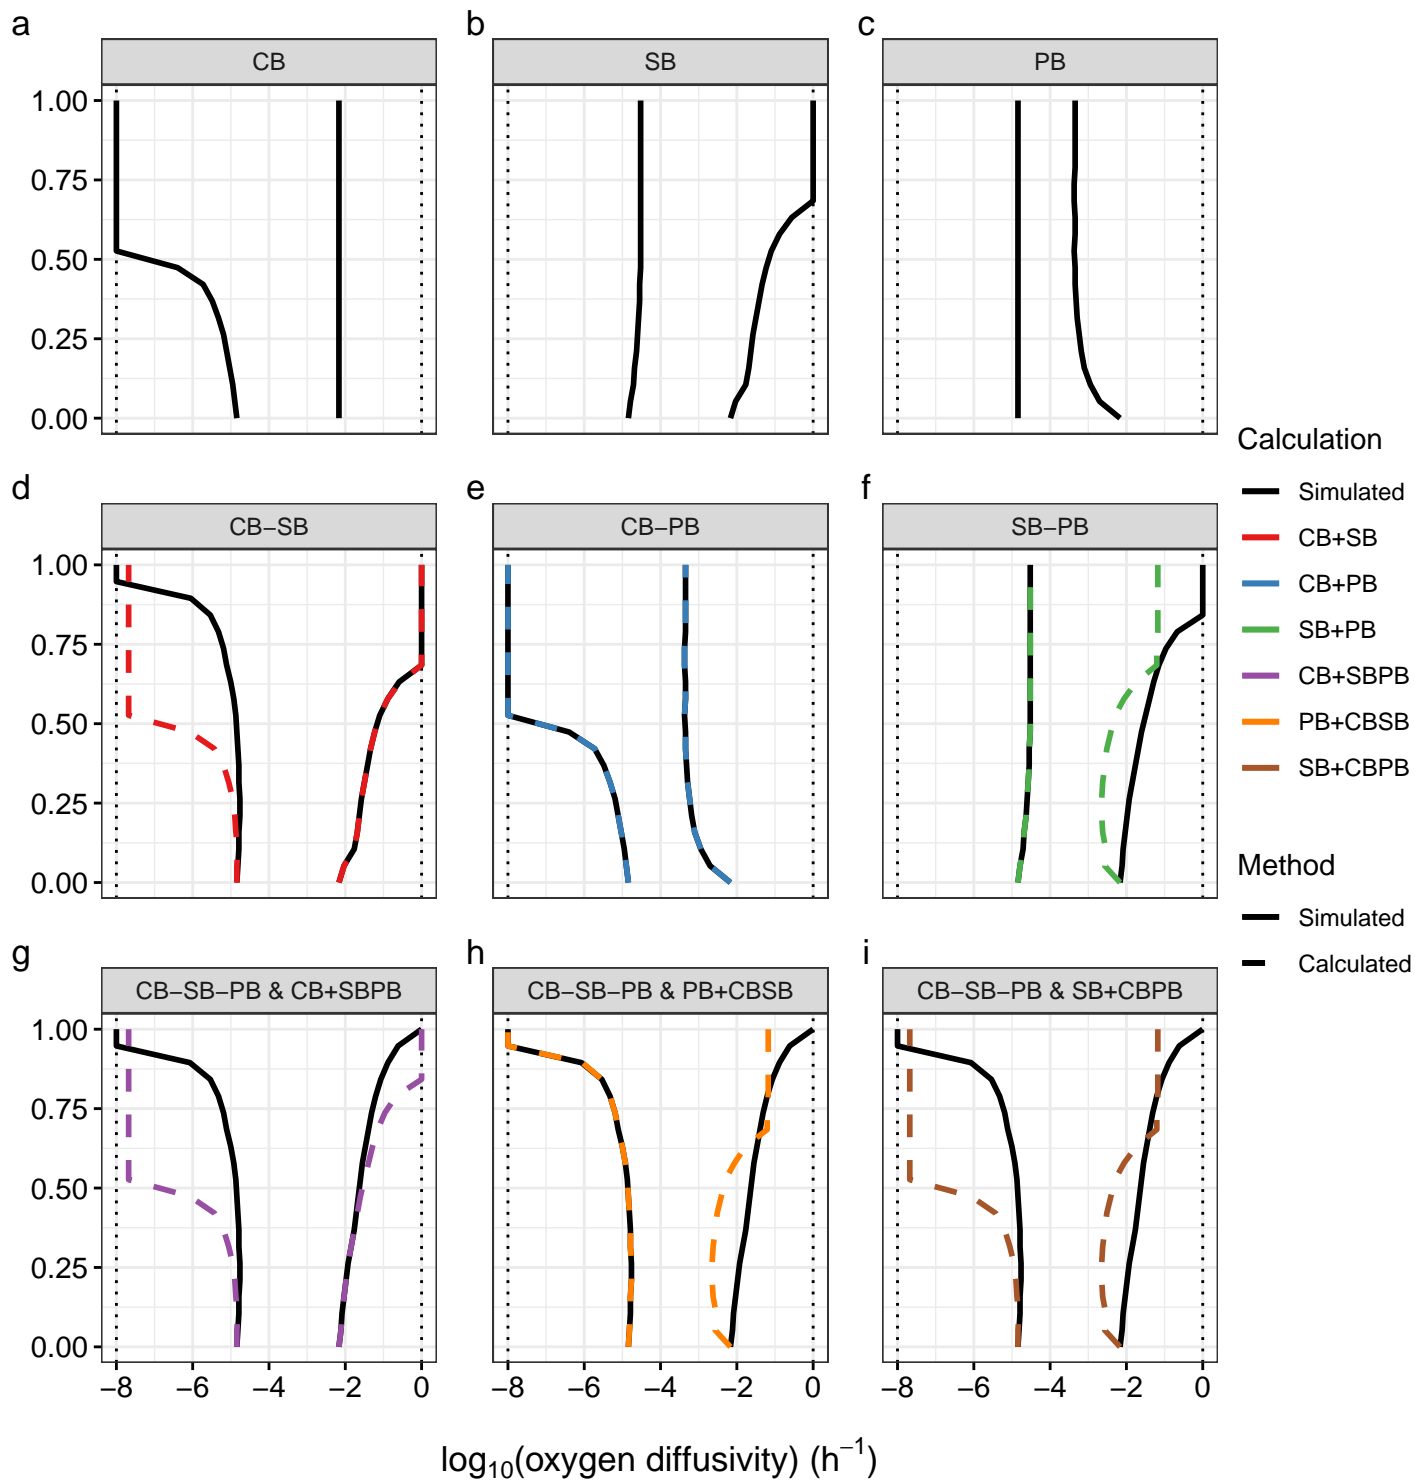 a
b
c
CB
SB
PB
1.00
0.75
0.50
0.25
0.00
d
e
f
CB−SB
CB−PB
SB−PB
1.00
0.75
0.50
0.25
0.00
g
h
i
CB−SB−PB & CB+SBPB
CB−SB−PB & PB+CBSB
CB−SB−PB & SB+CBPB
1.00
0.75
0.50
0.25
0.00
−8 −6 −4 −2 0
−8 −6 −4 −2 0
−8 −6 −4 −2 0
log₁₀(oxygen diffusivity) (h⁻¹)
Calculation
Simulated
CB+SB
CB+PB
SB+PB
CB+SBPB
PB+CBSB
SB+CBPB
Method
Simulated
Calculated